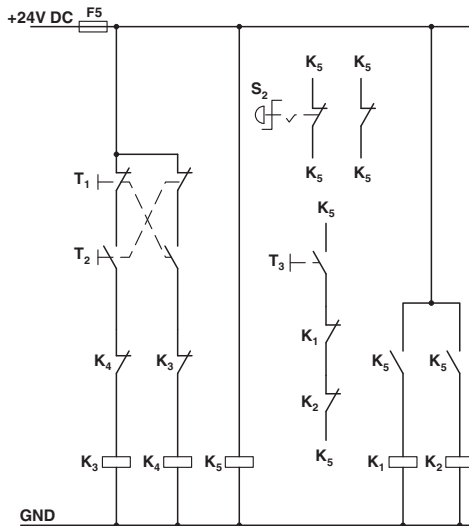 +24V DC F5
K5 K5
S2
K5 K5
T1
K5
T2 T3
K4 K3 K1 K5 K5
K2
K3 K4 K5 K5 K1 K2
GND